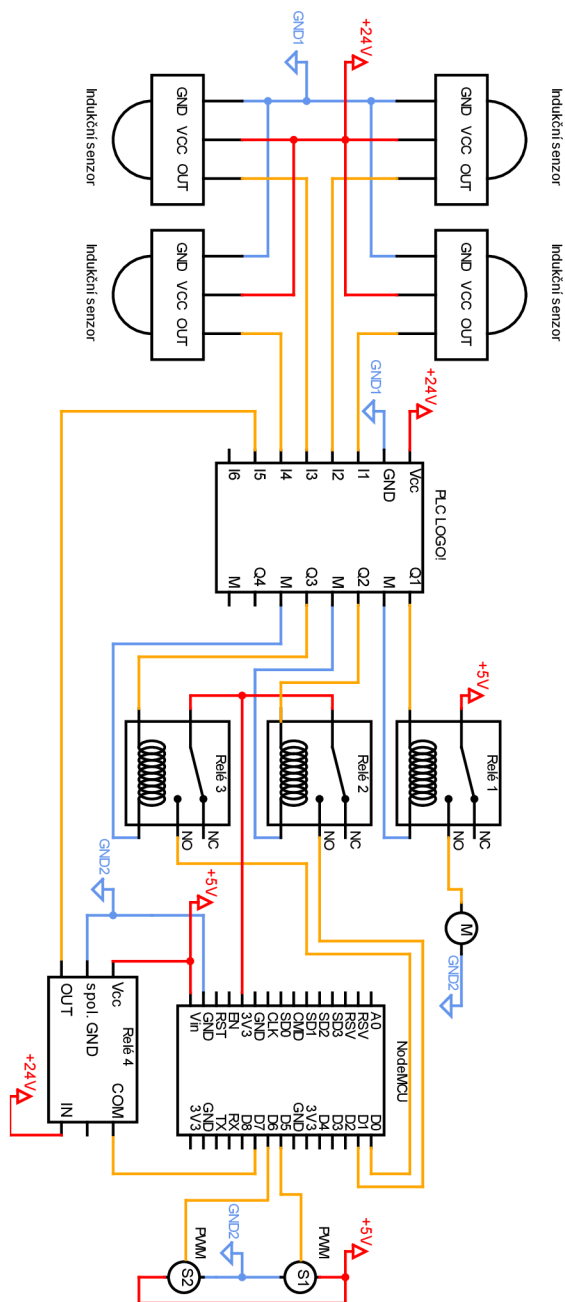 +24V
GND1
Indukční senzor
GND VCC OUT
Indukční senzor
GND VCC OUT
Indukční senzor
GND VCC OUT
Indukční senzor
GND VCC OUT
+24V
GND1
PLC LOGO!
Vcc
GND
I1
I2
I3
I4
I5
I6
Q1
M
Q2
M
Q3
M
Q4
M
+5V
Relé 1
NC
NO
Relé 2
NC
NO
Relé 3
NC
NO
M
GND2
GND2
+5V
NodeMCU
A0
RSV
RSV
SD3
SD2
SD1
CMD
SD0
CLK
GND
3V3
EN
RST
GND
Vin
D0
D1
D2
D3
D4
3V3
GND
D5
D6
D7
D8
RX
TX
GND
3V3
Relé 4
Vcc
spol. GND
OUT
COM
IN
+24V
+5V
PWM
S1
GND2
PWM
S2